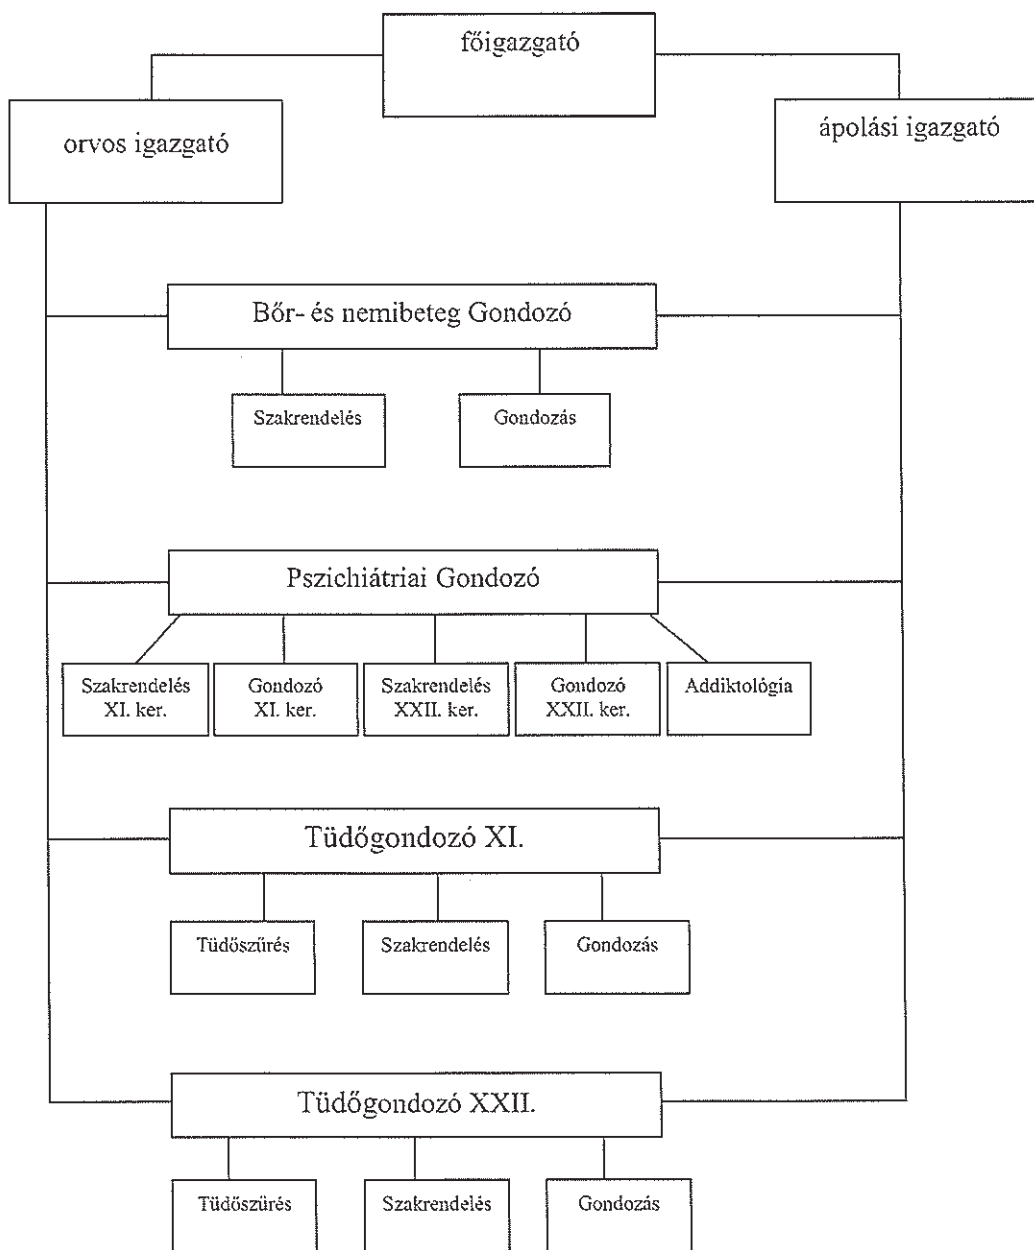 főigazgató
orvos igazgató
ápolási igazgató
Bőr- és nemibeteg Gondozó
Szakrendelés
Gondozás
Pszichiátriai Gondozó
Szakrendelés
XI. ker.
Gondozó
XI. ker.
Szakrendelés
XXII. ker.
Gondozó
XXII. ker.
Addiktológia
Tüdőgondozó XI.
Tüdőszűrés
Szakrendelés
Gondozás
Tüdőgondozó XXII.
Tüdőszűrés
Szakrendelés
Gondozás